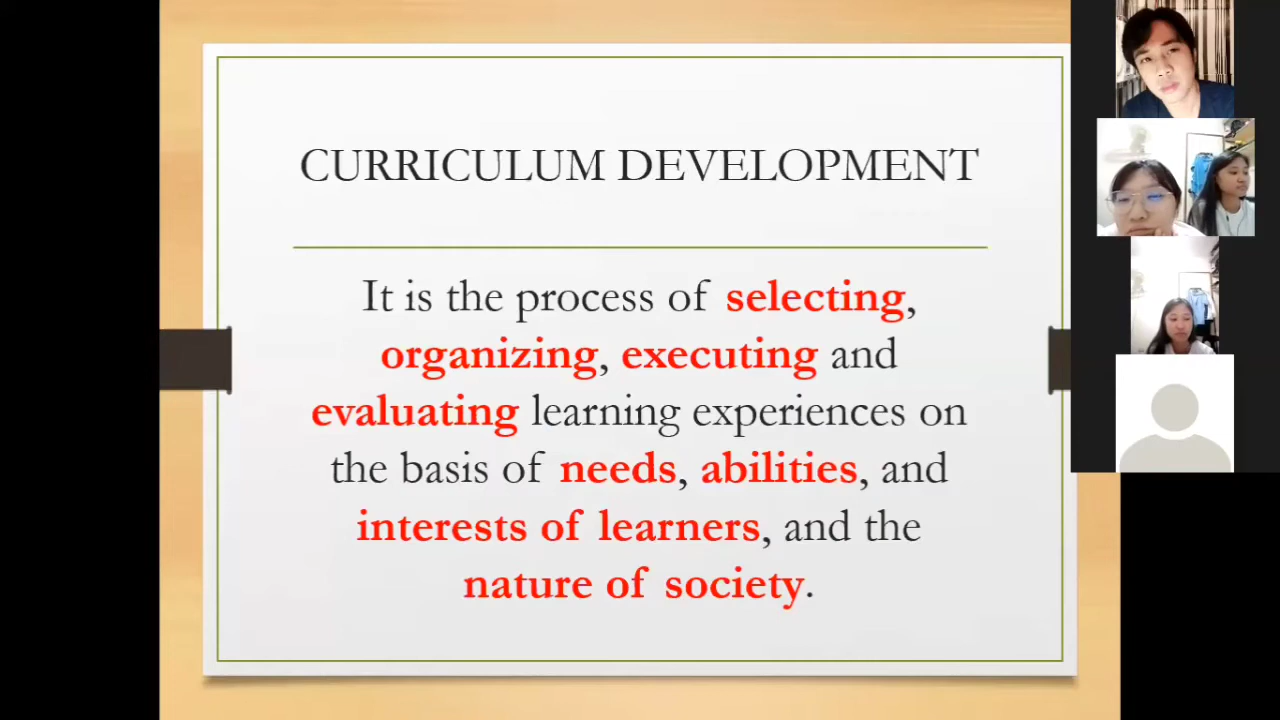 CURRICULUM DEVELOPMENT
It is the process of selecting,
organizing, executing and
evaluating learning experiences on
the basis of needs, abilities, and
interests of learners, and the
nature of society.